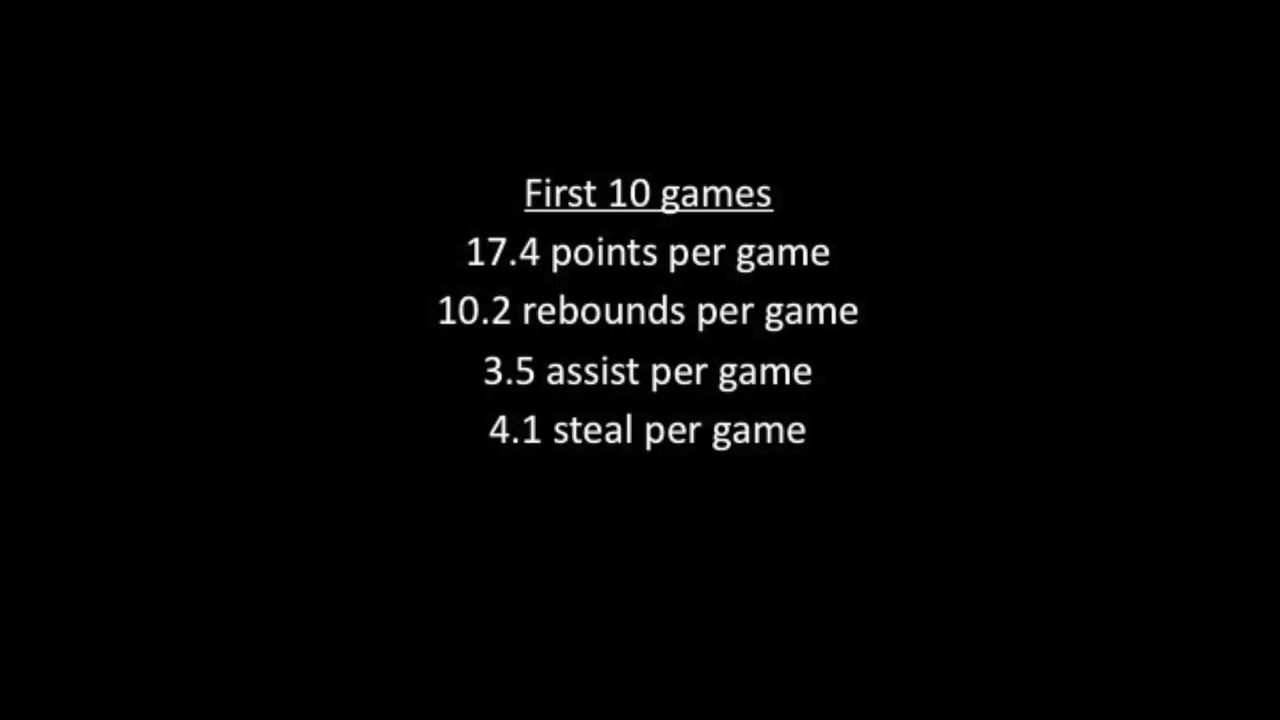 First 10 games
17.4 points per game
10.2 rebounds per game
3.5 assist per game
4.1 steal per game